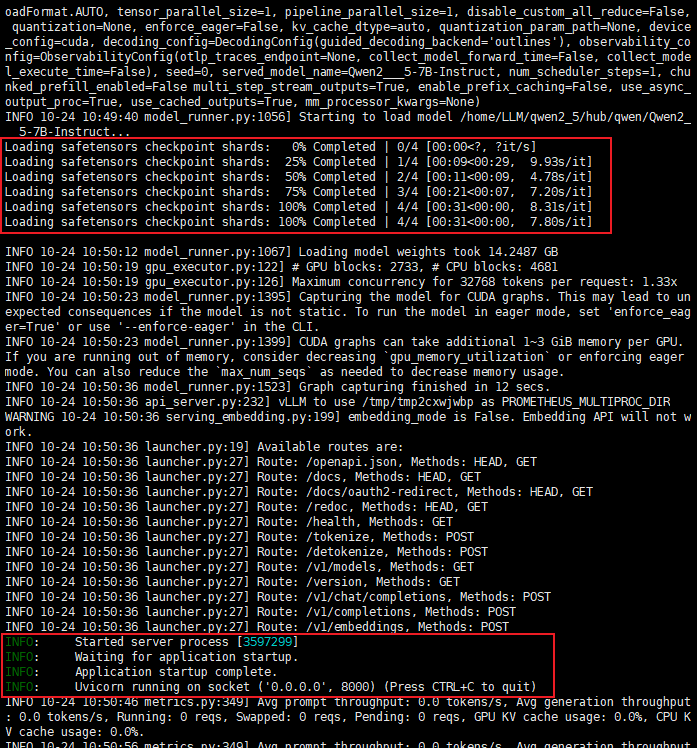 oadFormat.AUTO, tensor_parallel_size=1, pipeline_parallel_size=1, disable_custom_all_reduce=False,
 quantization=None, enforce_eager=False, kv_cache_dtype=auto, quantization_param_path=None, device
_config=cuda, decoding_config=DecodingConfig(guided_decoding_backend='outlines'), observability_co
nfig=ObservabilityConfig(otlp_traces_endpoint=None, collect_model_forward_time=False, collect_mode
l_execute_time=False), seed=0, served_model_name=Qwen2___5-7B-Instruct, num_scheduler_steps=1, chu
nked_prefill_enabled=False multi_step_stream_outputs=True, enable_prefix_caching=False, use_async_
output_proc=True, use_cached_outputs=True, mm_processor_kwargs=None)
INFO 10-24 10:49:40 model_runner.py:1056] Starting to load model /home/LLM/qwen2_5/hub/qwen/Qwen2_
__5-7B-Instruct...
Loading safetensors checkpoint shards:   0% Completed | 0/4 [00:00<?, ?it/s]
Loading safetensors checkpoint shards:  25% Completed | 1/4 [00:09<00:29,  9.93s/it]
Loading safetensors checkpoint shards:  50% Completed | 2/4 [00:11<00:09,  4.78s/it]
Loading safetensors checkpoint shards:  75% Completed | 3/4 [00:21<00:07,  7.20s/it]
Loading safetensors checkpoint shards: 100% Completed | 4/4 [00:31<00:00,  8.31s/it]
Loading safetensors checkpoint shards: 100% Completed | 4/4 [00:31<00:00,  7.80s/it]
INFO 10-24 10:50:12 model_runner.py:1067] Loading model weights took 14.2487 GB
INFO 10-24 10:50:19 gpu_executor.py:122] # GPU blocks: 2733, # CPU blocks: 4681
INFO 10-24 10:50:19 gpu_executor.py:126] Maximum concurrency for 32768 tokens per request: 1.33x
INFO 10-24 10:50:23 model_runner.py:1395] Capturing the model for CUDA graphs. This may lead to un
expected consequences if the model is not static. To run the model in eager mode, set 'enforce_eag
er=True' or use '--enforce-eager' in the CLI.
INFO 10-24 10:50:23 model_runner.py:1399] CUDA graphs can take additional 1~3 GiB memory per GPU.
If you are running out of memory, consider decreasing `gpu_memory_utilization` or enforcing eager
mode. You can also reduce the `max_num_seqs` as needed to decrease memory usage.
INFO 10-24 10:50:36 model_runner.py:1523] Graph capturing finished in 12 secs.
INFO 10-24 10:50:36 api_server.py:232] vLLM to use /tmp/tmp2cxwjwbp as PROMETHEUS_MULTIPROC_DIR
WARNING 10-24 10:50:36 serving_embedding.py:199] embedding_mode is False. Embedding API will not w
ork.
INFO 10-24 10:50:36 launcher.py:19] Available routes are:
INFO 10-24 10:50:36 launcher.py:27] Route: /openapi.json, Methods: HEAD, GET
INFO 10-24 10:50:36 launcher.py:27] Route: /docs, Methods: HEAD, GET
INFO 10-24 10:50:36 launcher.py:27] Route: /docs/oauth2-redirect, Methods: HEAD, GET
INFO 10-24 10:50:36 launcher.py:27] Route: /redoc, Methods: HEAD, GET
INFO 10-24 10:50:36 launcher.py:27] Route: /health, Methods: GET
INFO 10-24 10:50:36 launcher.py:27] Route: /tokenize, Methods: POST
INFO 10-24 10:50:36 launcher.py:27] Route: /detokenize, Methods: POST
INFO 10-24 10:50:36 launcher.py:27] Route: /v1/models, Methods: GET
INFO 10-24 10:50:36 launcher.py:27] Route: /version, Methods: GET
INFO 10-24 10:50:36 launcher.py:27] Route: /v1/chat/completions, Methods: POST
INFO 10-24 10:50:36 launcher.py:27] Route: /v1/completions, Methods: POST
INFO 10-24 10:50:36 launcher.py:27] Route: /v1/embeddings, Methods: POST
INFO:     Started server process [3597299]
INFO:     Waiting for application startup.
INFO:     Application startup complete.
INFO:     Uvicorn running on socket ('0.0.0.0', 8000) (Press CTRL+C to quit)
INFO 10-24 10:50:46 metrics.py:349] Avg prompt throughput: 0.0 tokens/s, Avg generation throughput
: 0.0 tokens/s, Running: 0 reqs, Swapped: 0 reqs, Pending: 0 reqs, GPU KV cache usage: 0.0%, CPU K
V cache usage: 0.0%.
INFO 10-24 10:50:56 metrics.py:349] Avg prompt throughput: 0.0 tokens/s, Avg generation throughput